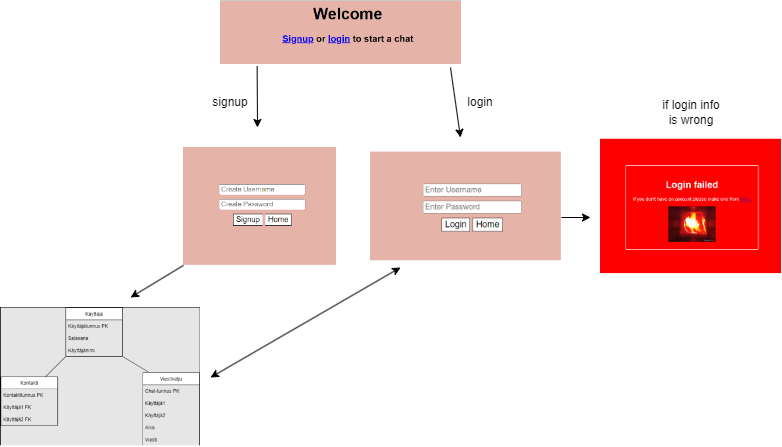 Welcome
Signup or login to start a chat
signup
login
if login info
is wrong
Create Username
Create Password
Signup Home
Enter Username
Enter Password
Login Home
Login failed
If you don't have an account please make one from
Käyttäjä
Käyttäjätunnus PK
Salasana
Käyttäjänimi
Kontakti
Kontaktitunnus PK
Käyttäjä1 FK
Käyttäjä2 FK
Viestiketju
Chat-tunnus PK
Käyttäjä1
Käyttäjä2
Aika
Viesti